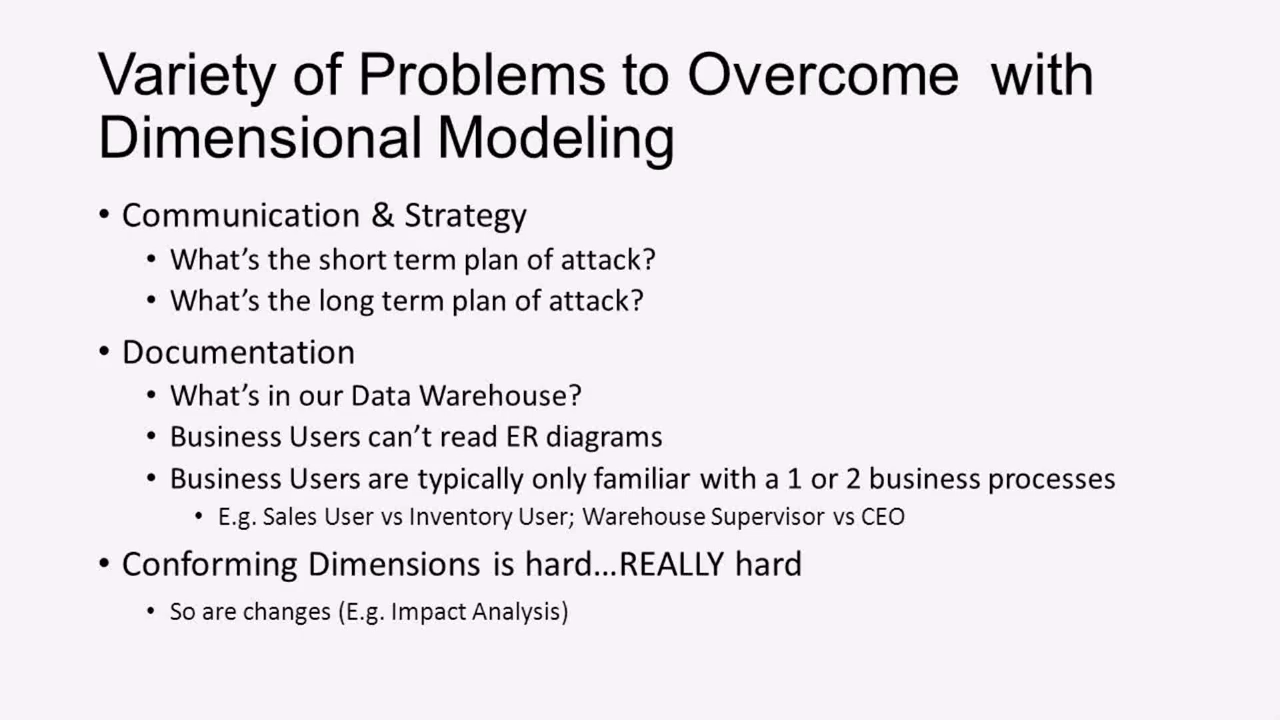 Variety of Problems to Overcome  with
Dimensional Modeling
• Communication & Strategy
• What’s the short term plan of attack?
• What’s the long term plan of attack?
• Documentation
• What’s in our Data Warehouse?
• Business Users can’t read ER diagrams
• Business Users are typically only familiar with a 1 or 2 business processes
• E.g. Sales User vs Inventory User; Warehouse Supervisor vs CEO
• Conforming Dimensions is hard…REALLY hard
• So are changes (E.g. Impact Analysis)